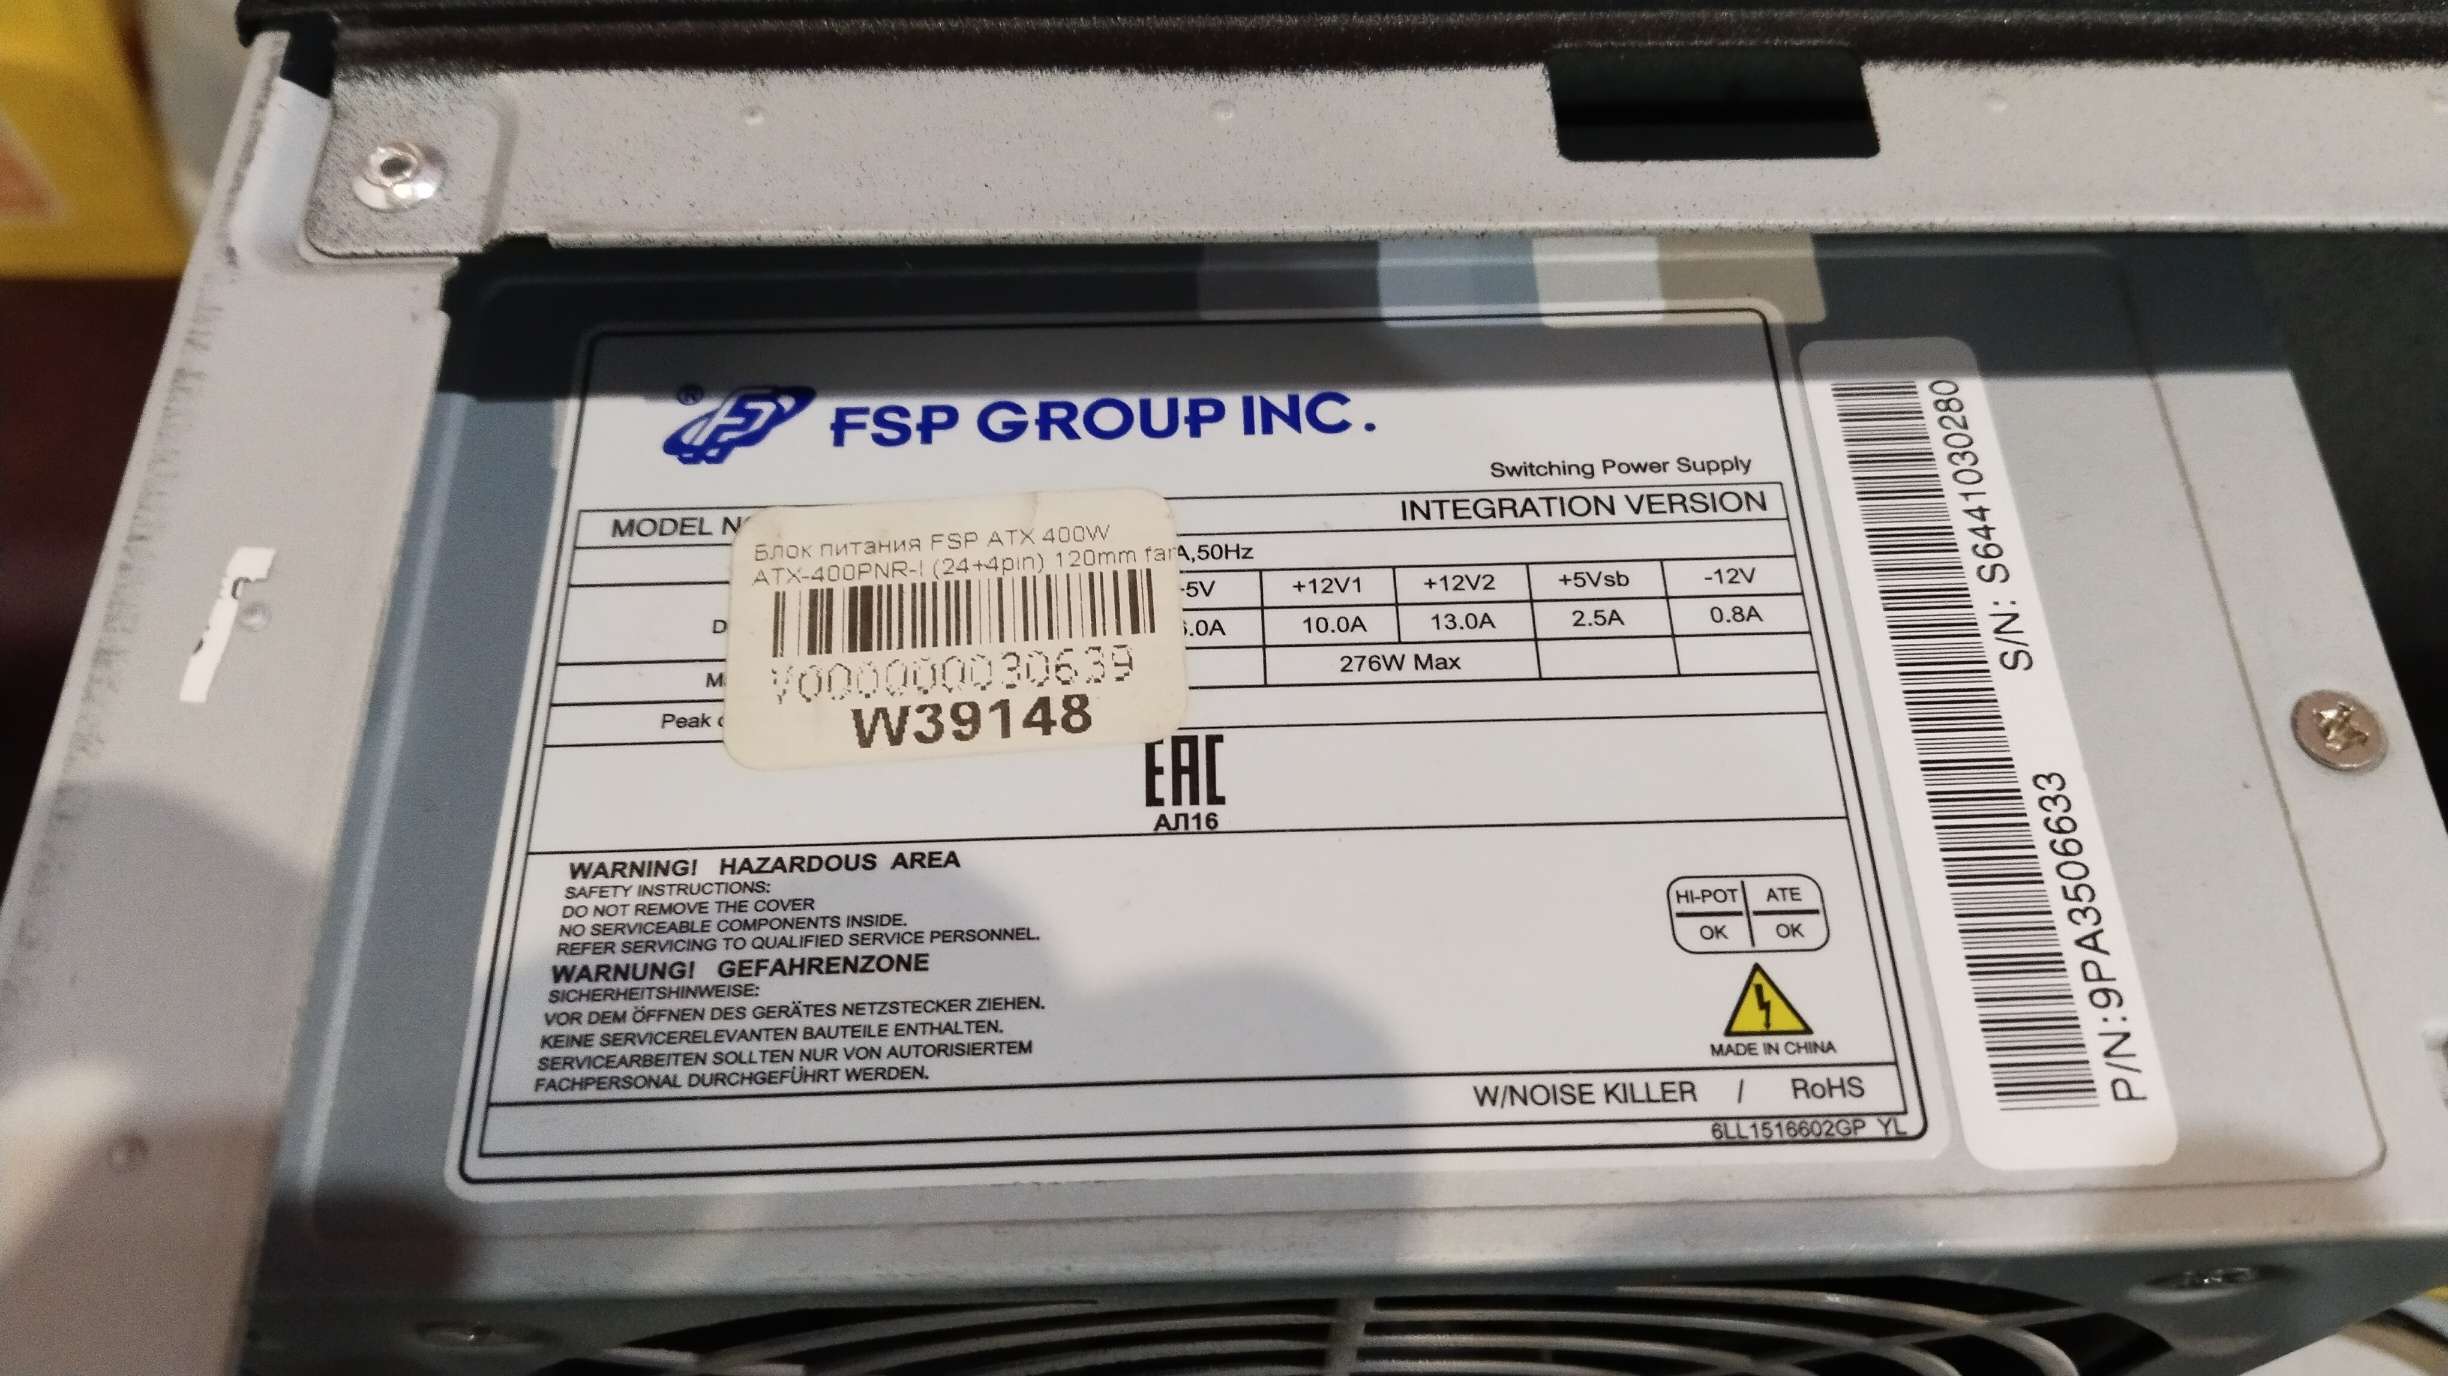 ® FSP GROUP INC.
Switching Power Supply
MODEL INTEGRATION VERSION
Блок питания FSP ATX 400W
ATX-400PNR-I (24+4pin) 120mm fan
Y000000030639
W39148
A,50Hz
5V +12V1 +12V2 +5Vsb -12V
.0A 10.0A 13.0A 2.5A 0.8A
276W Max
Peak
EAC
АЛ16
WARNING! HAZARDOUS AREA
SAFETY INSTRUCTIONS:
DO NOT REMOVE THE COVER
NO SERVICEABLE COMPONENTS INSIDE.
REFER SERVICING TO QUALIFIED SERVICE PERSONNEL.
WARNUNG! GEFAHRENZONE
SICHERHEITSHINWEISE:
VOR DEM ÖFFNEN DES GERÄTES NETZSTECKER ZIEHEN.
KEINE SERVICERELEVANTEN BAUTEILE ENTHALTEN.
SERVICEARBEITEN SOLLTEN NUR VON AUTORISIERTEM
FACHPERSONAL DURCHGEFÜHRT WERDEN.
HI-POT ATE
OK OK
MADE IN CHINA
W/NOISE KILLER / RoHS
6LL1516602GP YL
S/N: S6441030280
P/N:9PA3506633